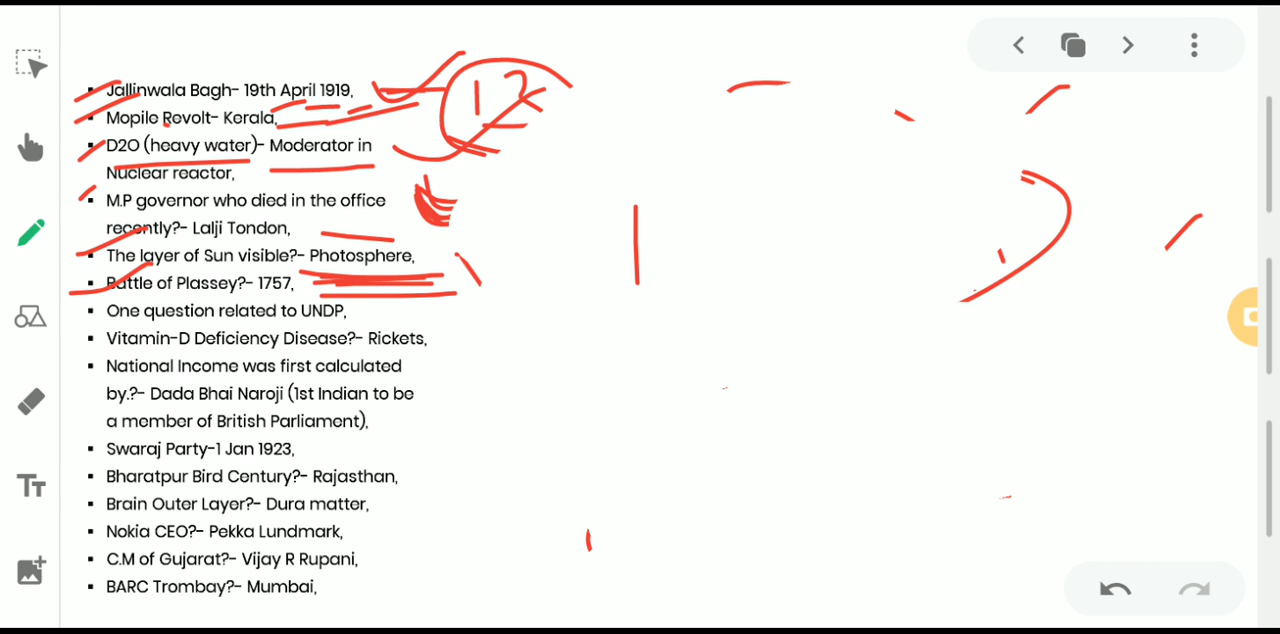 Jallinwala Bagh- 19th April 1919,
12
Mopile Revolt- Kerala,
D2O (heavy water)- Moderator in
Nuclear reactor,
M.P governor who died in the office
recently?- Lalji Tondon,
The layer of Sun visible?- Photosphere,
Battle of Plassey?- 1757,
One question related to UNDP,
Vitamin-D Deficiency Disease?- Rickets,
National Income was first calculated
by.?- Dada Bhai Naroji (1st Indian to be
a member of British Parliament),
Swaraj Party-1 Jan 1923,
Bharatpur Bird Century?- Rajasthan,
Brain Outer Layer?- Dura matter,
Nokia CEO?- Pekka Lundmark,
C.M of Gujarat?- Vijay R Rupani,
BARC Trombay?- Mumbai,
TT